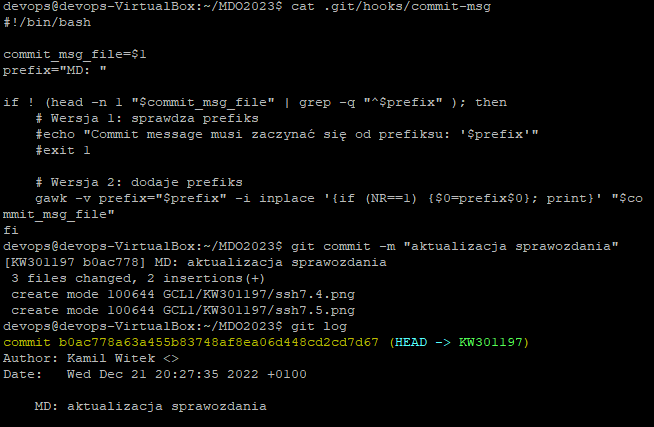 devops@devops-VirtualBox:~/MDO2023$ cat .git/hooks/commit-msg
#!/bin/bash

commit_msg_file=$1
prefix="MD: "

if ! (head -n 1 "$commit_msg_file" | grep -q "^$prefix" ); then
    # Wersja 1: sprawdza prefiks
    #echo "Commit message musi zaczynać się od prefiksu: '$prefix'"
    #exit 1

    # Wersja 2: dodaje prefiks
    gawk -v prefix="$prefix" -i inplace '{if (NR==1) {$0=prefix$0}; print}' "$co
mmit_msg_file"
fi
devops@devops-VirtualBox:~/MDO2023$ git commit -m "aktualizacja sprawozdania"
[KW301197 b0ac778] MD: aktualizacja sprawozdania
 3 files changed, 2 insertions(+)
 create mode 100644 GCL1/KW301197/ssh7.4.png
 create mode 100644 GCL1/KW301197/ssh7.5.png
devops@devops-VirtualBox:~/MDO2023$ git log
commit b0ac778a63a455b83748af8ea06d448cd2cd7d67 (HEAD -> KW301197)
Author: Kamil Witek <>
Date:   Wed Dec 21 20:27:35 2022 +0100

    MD: aktualizacja sprawozdania